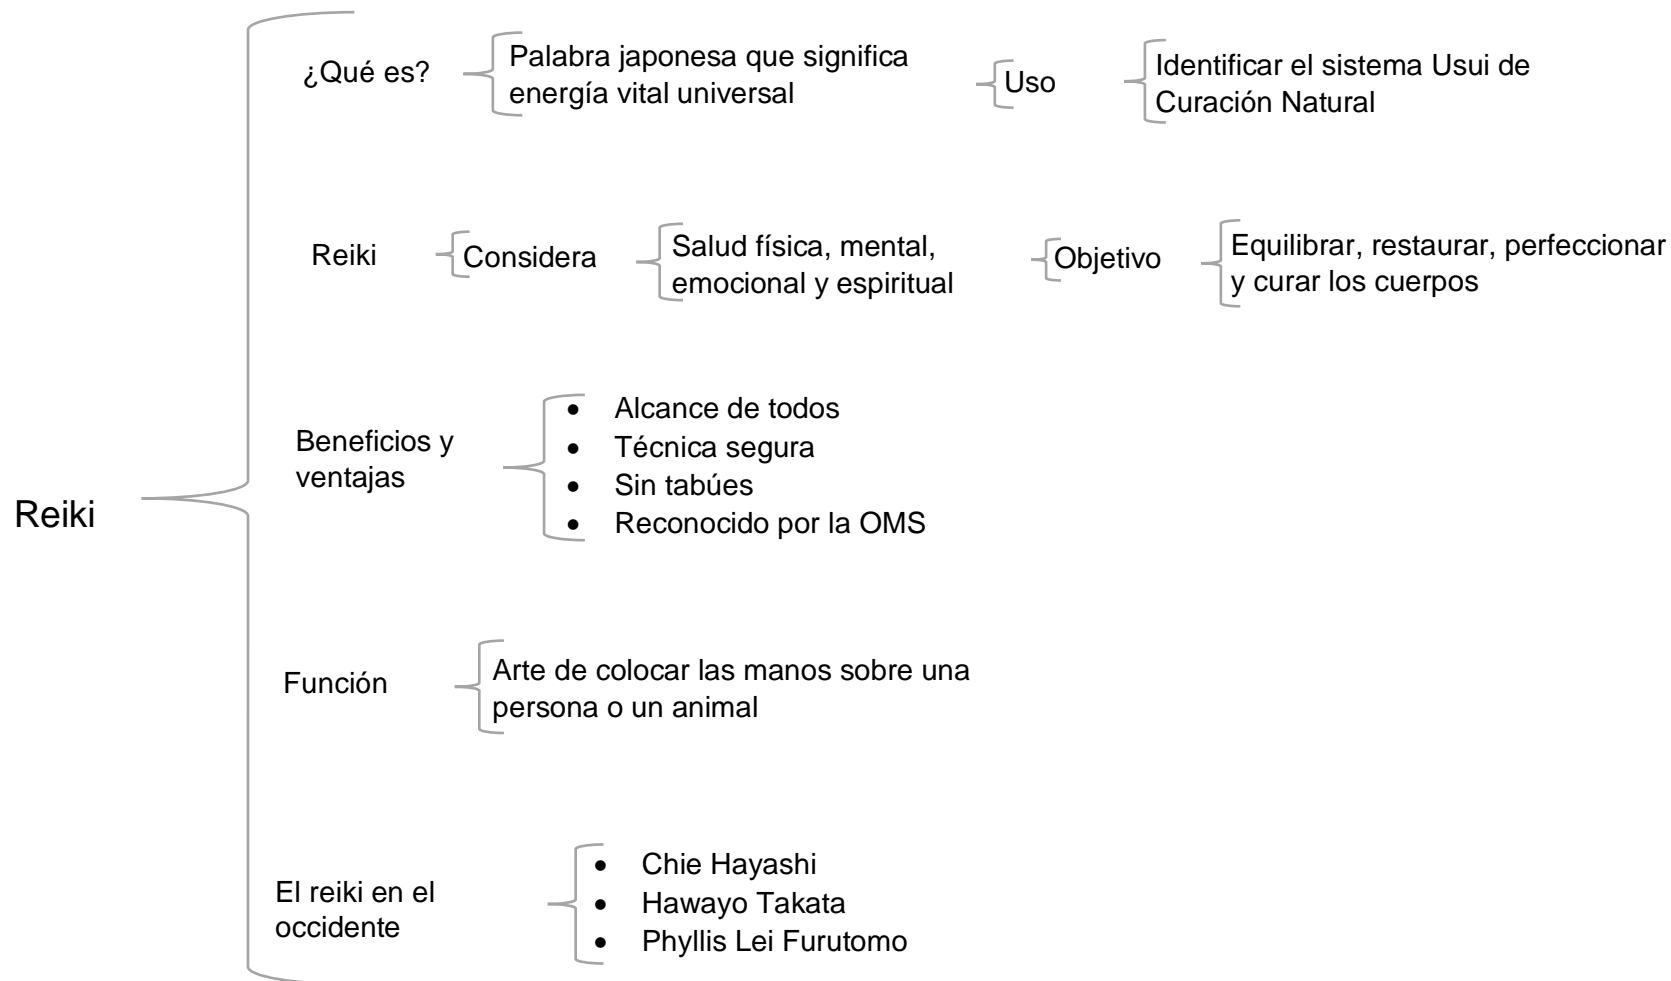 ¿Qué es?
Palabra japonesa que significa
energía vital universal
Uso
Identificar el sistema Usui de
Curación Natural
Reiki
Considera
Salud física, mental,
emocional y espiritual
Objetivo
Equilibrar, restaurar, perfeccionar
y curar los cuerpos
Reiki
Beneficios y
ventajas
• Alcance de todos
• Técnica segura
• Sin tabúes
• Reconocido por la OMS
Función
Arte de colocar las manos sobre una
persona o un animal
El reiki en el
occidente
• Chie Hayashi
• Hawayo Takata
• Phyllis Lei Furutomo